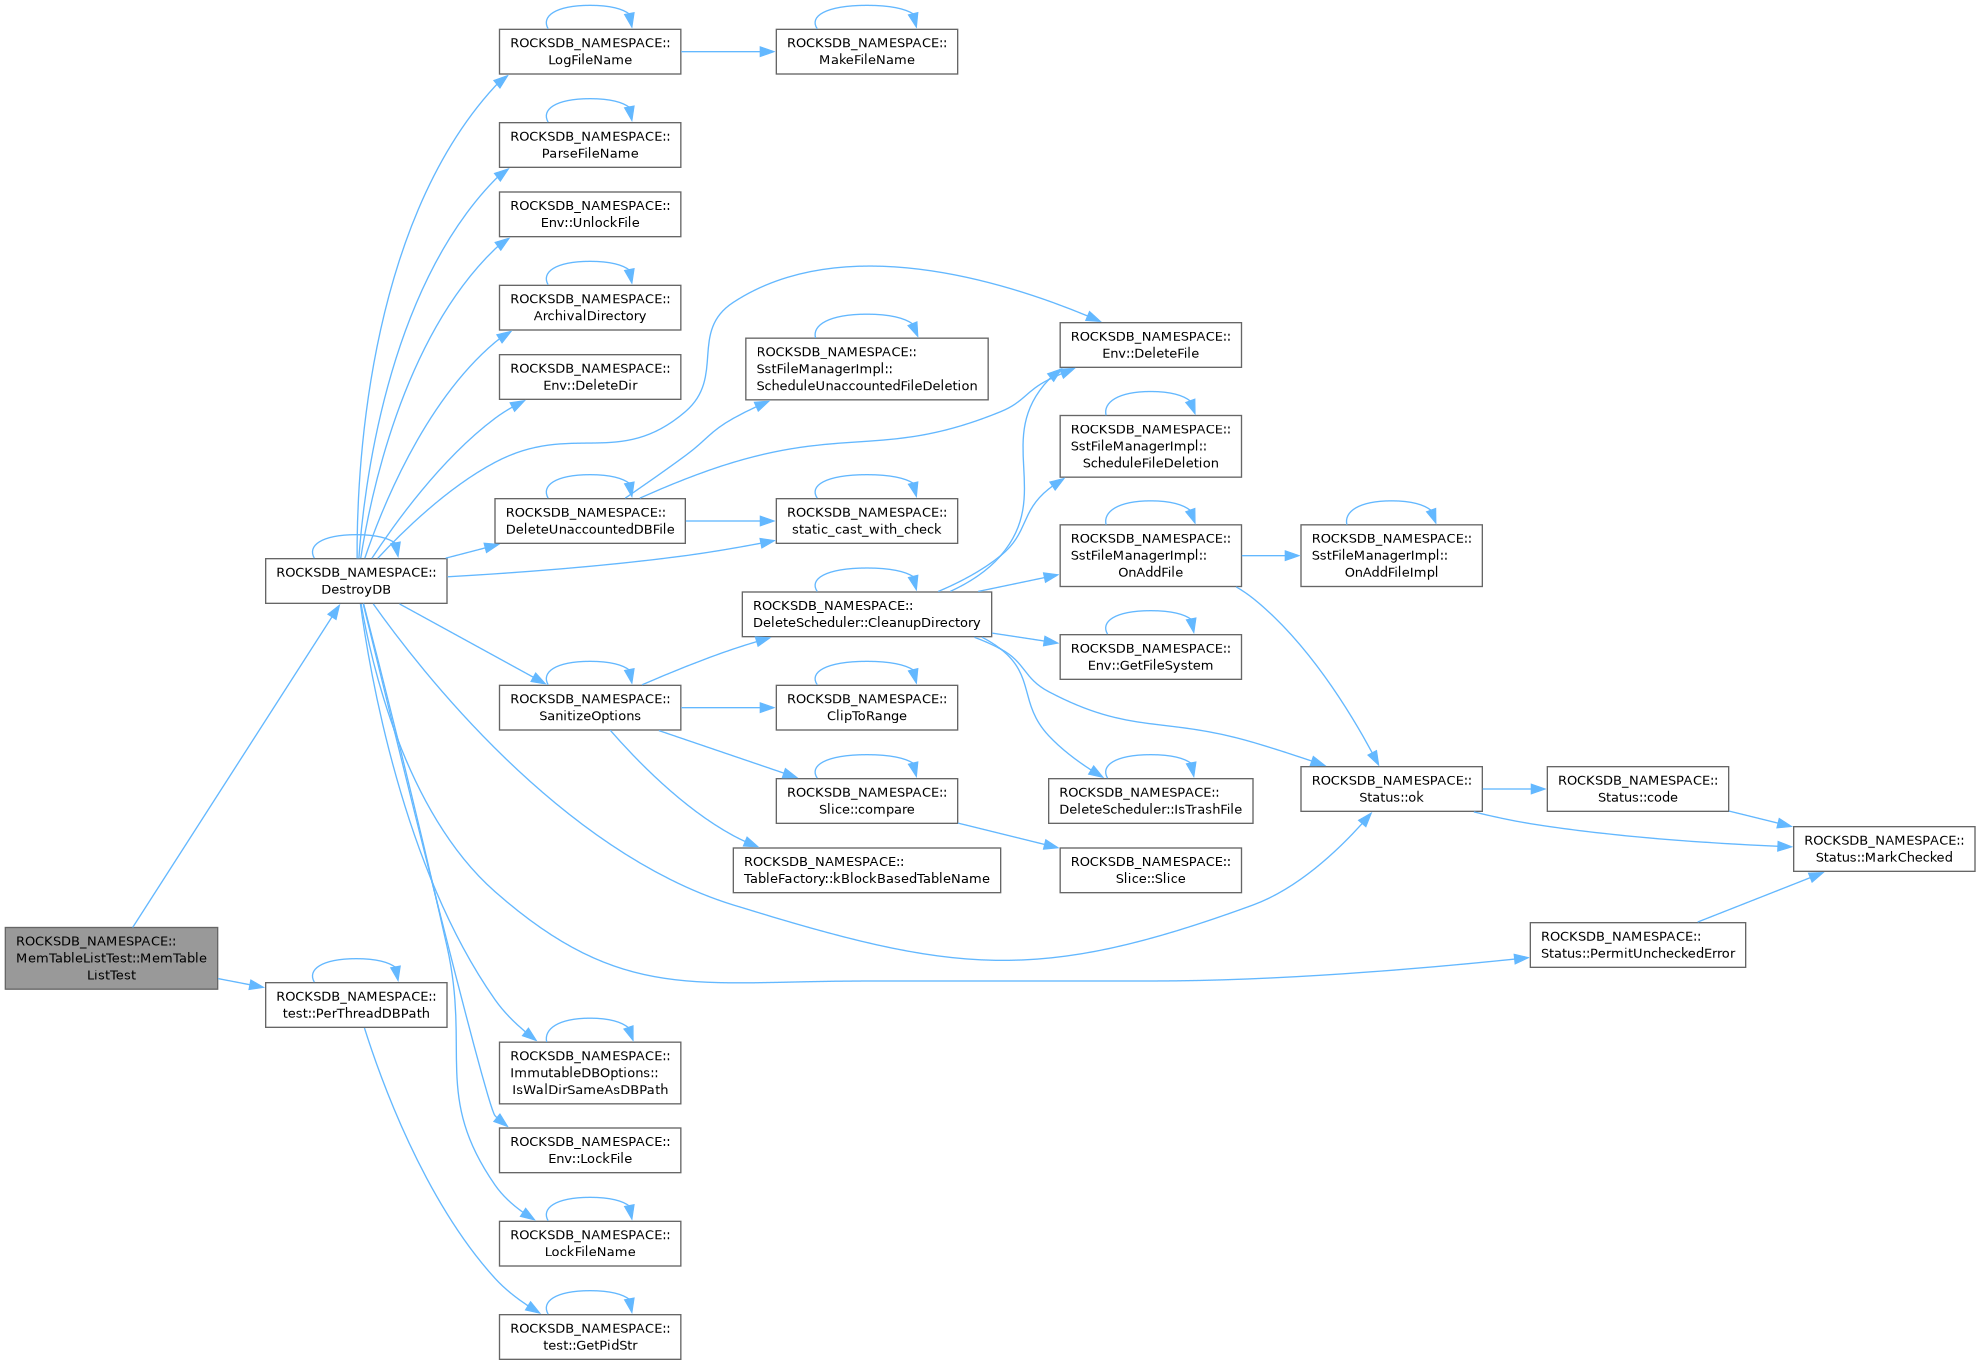 ROCKSDB_NAMESPACE::
MemTableListTest::MemTable
ListTest
ROCKSDB_NAMESPACE::
DestroyDB
ROCKSDB_NAMESPACE::
test::PerThreadDBPath
ROCKSDB_NAMESPACE::
LogFileName
ROCKSDB_NAMESPACE::
ParseFileName
ROCKSDB_NAMESPACE::
Env::UnlockFile
ROCKSDB_NAMESPACE::
ArchivalDirectory
ROCKSDB_NAMESPACE::
Env::DeleteDir
ROCKSDB_NAMESPACE::
DeleteUnaccountedDBFile
ROCKSDB_NAMESPACE::
SanitizeOptions
ROCKSDB_NAMESPACE::
ImmutableDBOptions::
IsWalDirSameAsDBPath
ROCKSDB_NAMESPACE::
Env::LockFile
ROCKSDB_NAMESPACE::
LockFileName
ROCKSDB_NAMESPACE::
test::GetPidStr
ROCKSDB_NAMESPACE::
MakeFileName
ROCKSDB_NAMESPACE::
SstFileManagerImpl::
ScheduleUnaccountedFileDeletion
ROCKSDB_NAMESPACE::
static_cast_with_check
ROCKSDB_NAMESPACE::
DeleteScheduler::CleanupDirectory
ROCKSDB_NAMESPACE::
ClipToRange
ROCKSDB_NAMESPACE::
Slice::compare
ROCKSDB_NAMESPACE::
TableFactory::kBlockBasedTableName
ROCKSDB_NAMESPACE::
Env::DeleteFile
ROCKSDB_NAMESPACE::
SstFileManagerImpl::
ScheduleFileDeletion
ROCKSDB_NAMESPACE::
SstFileManagerImpl::
OnAddFile
ROCKSDB_NAMESPACE::
Env::GetFileSystem
ROCKSDB_NAMESPACE::
DeleteScheduler::IsTrashFile
ROCKSDB_NAMESPACE::
Slice::Slice
ROCKSDB_NAMESPACE::
SstFileManagerImpl::
OnAddFileImpl
ROCKSDB_NAMESPACE::
Status::ok
ROCKSDB_NAMESPACE::
Status::code
ROCKSDB_NAMESPACE::
Status::PermitUncheckedError
ROCKSDB_NAMESPACE::
Status::MarkChecked